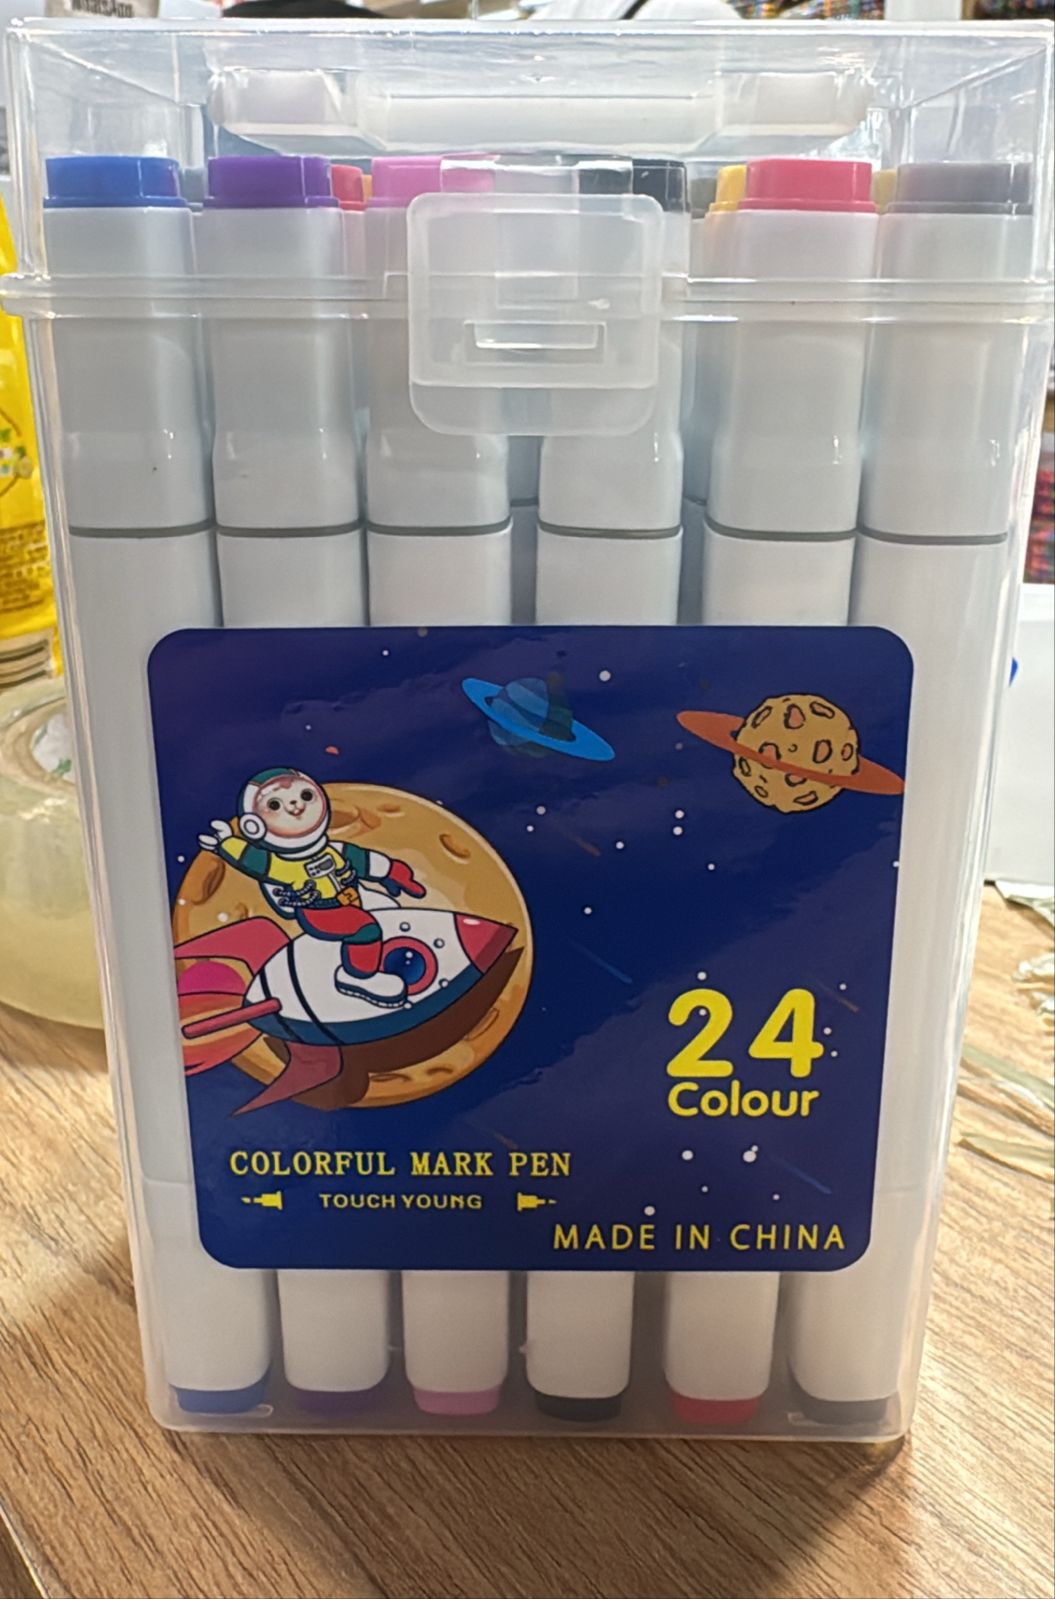 24
Colour
COLORFUL MARK PEN
TOUCH YOUNG
MADE IN CHINA